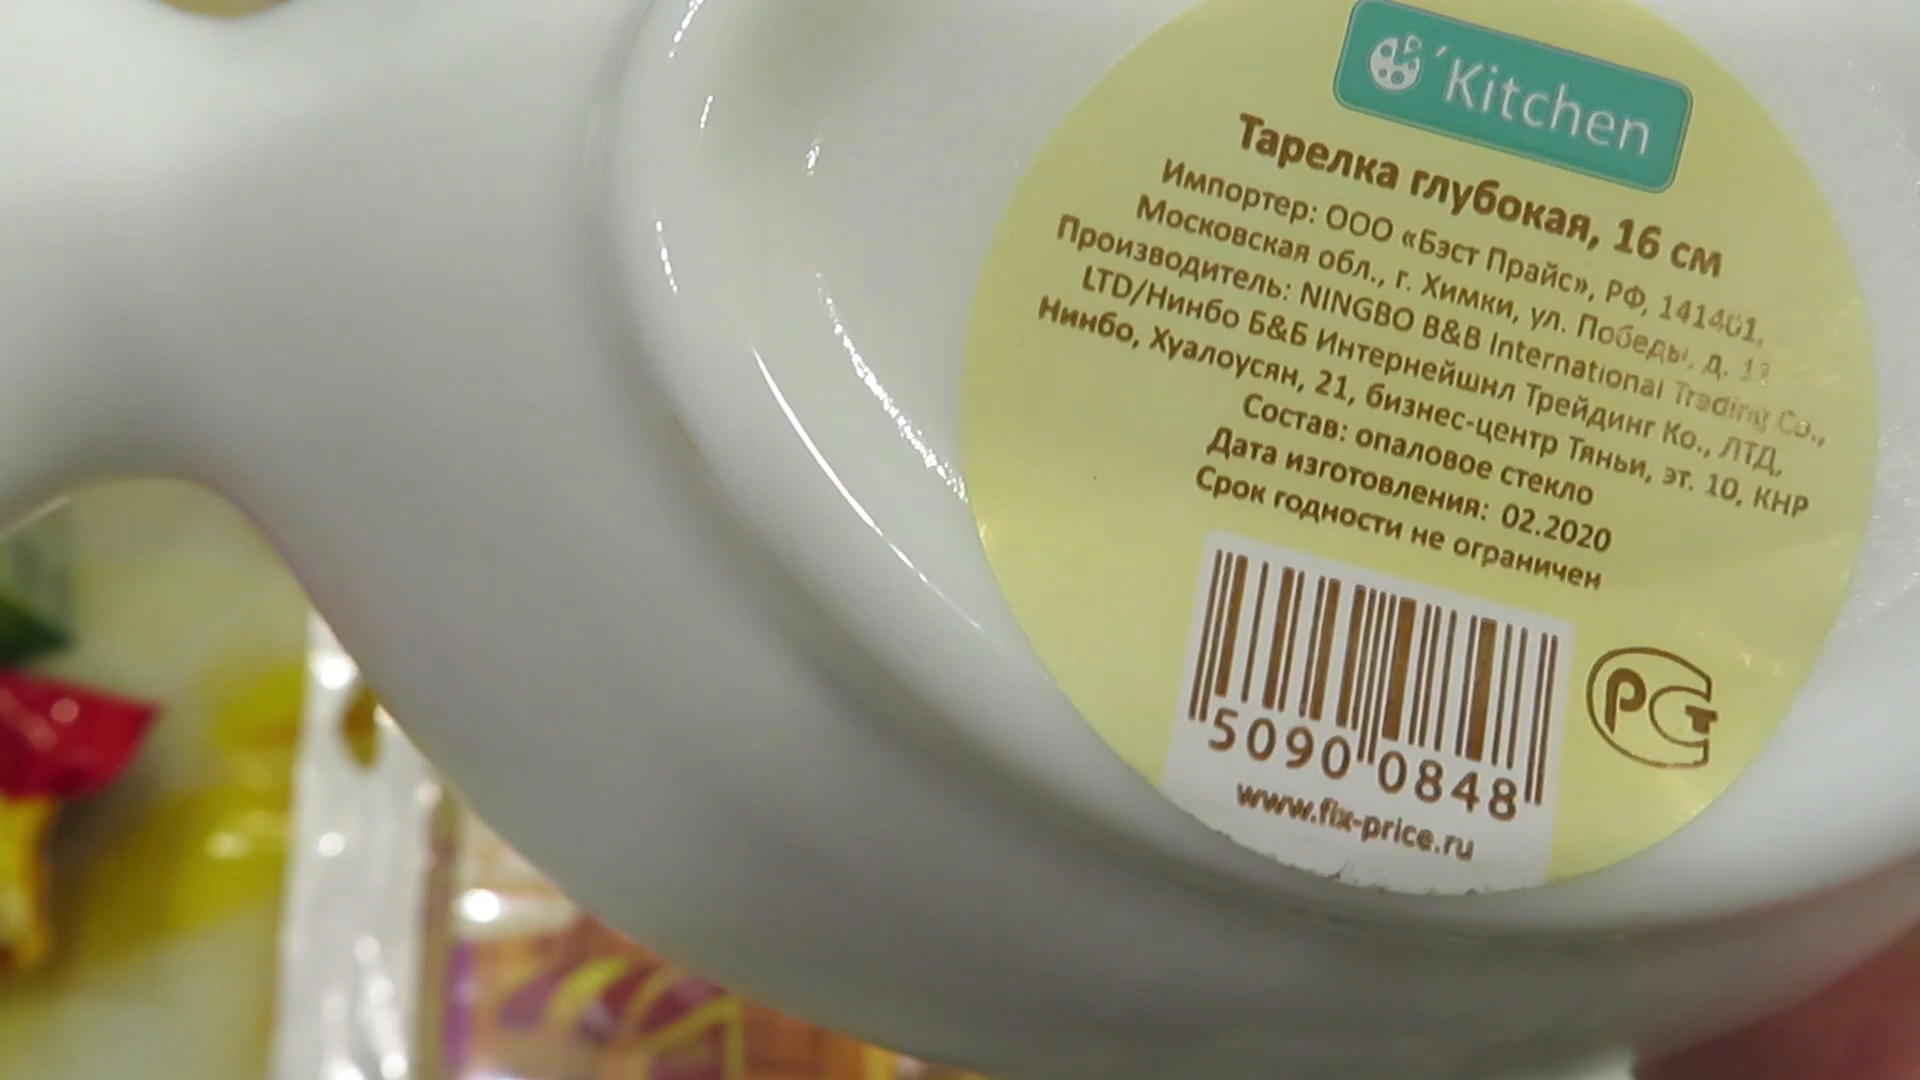 'Kitchen
Тарелка глубокая, 16 см
Импортер: ООО «Бэст Прайс», РФ, 141401,
Московская обл., г. Химки, ул. Победы, д.
Производитель: NINGBO B&B International Trading Co.,
LTD/Нинбо Б&Б Интернейшнл Трейдинг Ко., ЛТД,
Нинбо, Хуалоусян, 21, бизнес-центр Тяньи, эт. 10, КНР
Состав: опаловое стекло
Дата изготовления: 02.2020
Срок годности не ограничен
5090 0848
РСТ
www.fix-price.ru